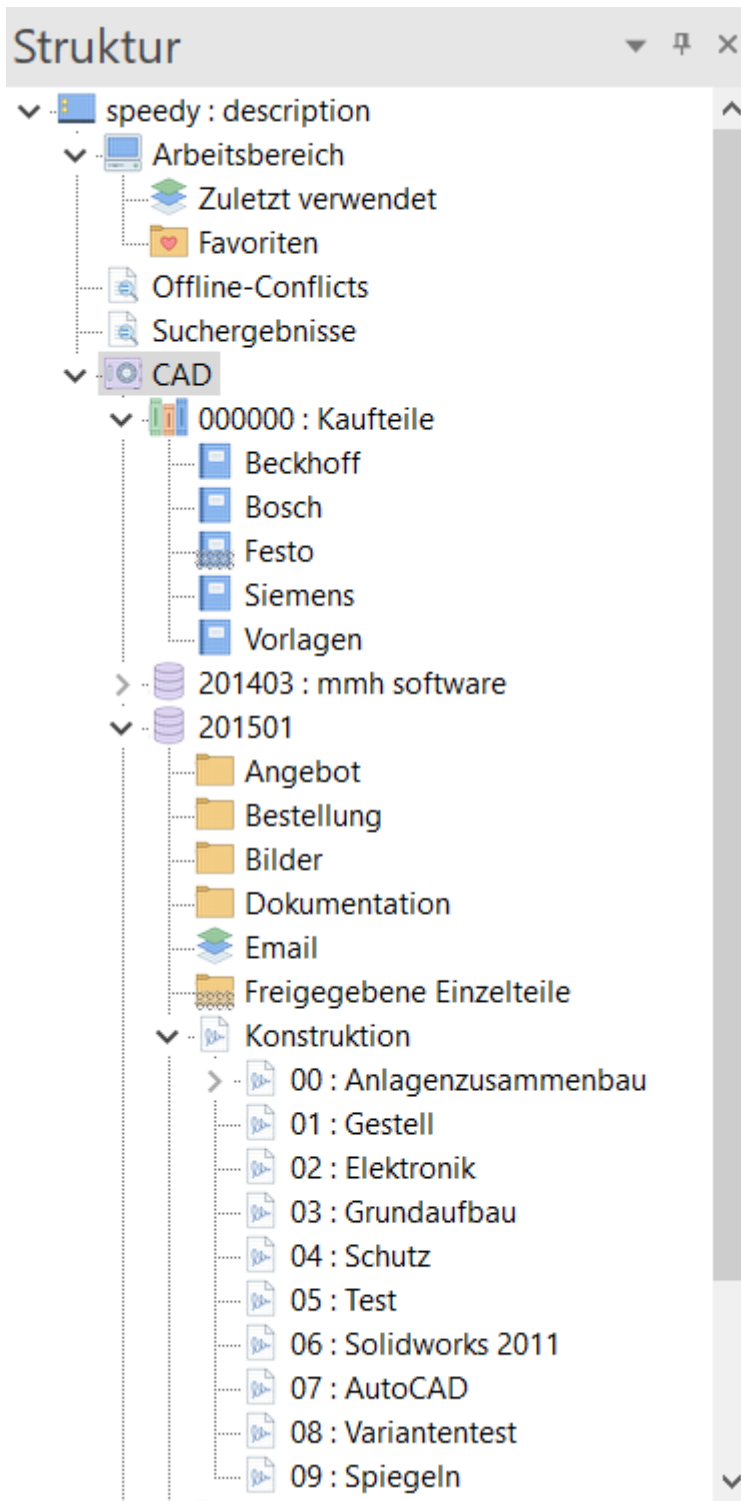 Struktur
speedy : description
Arbeitsbereich
Zuletzt verwendet
Favoriten
Offline-Conflicts
Suchergebnisse
CAD
000000 : Kaufteile
Beckhoff
Bosch
Festo
Siemens
Vorlagen
201403 : mmh software
201501
Angebot
Bestellung
Bilder
Dokumentation
Email
Freigegebene Einzelteile
Konstruktion
00 : Anlagenzusammenbau
01 : Gestell
02 : Elektronik
03 : Grundaufbau
04 : Schutz
05 : Test
06 : Solidworks 2011
07 : AutoCAD
08 : Variantentest
09 : Spiegeln